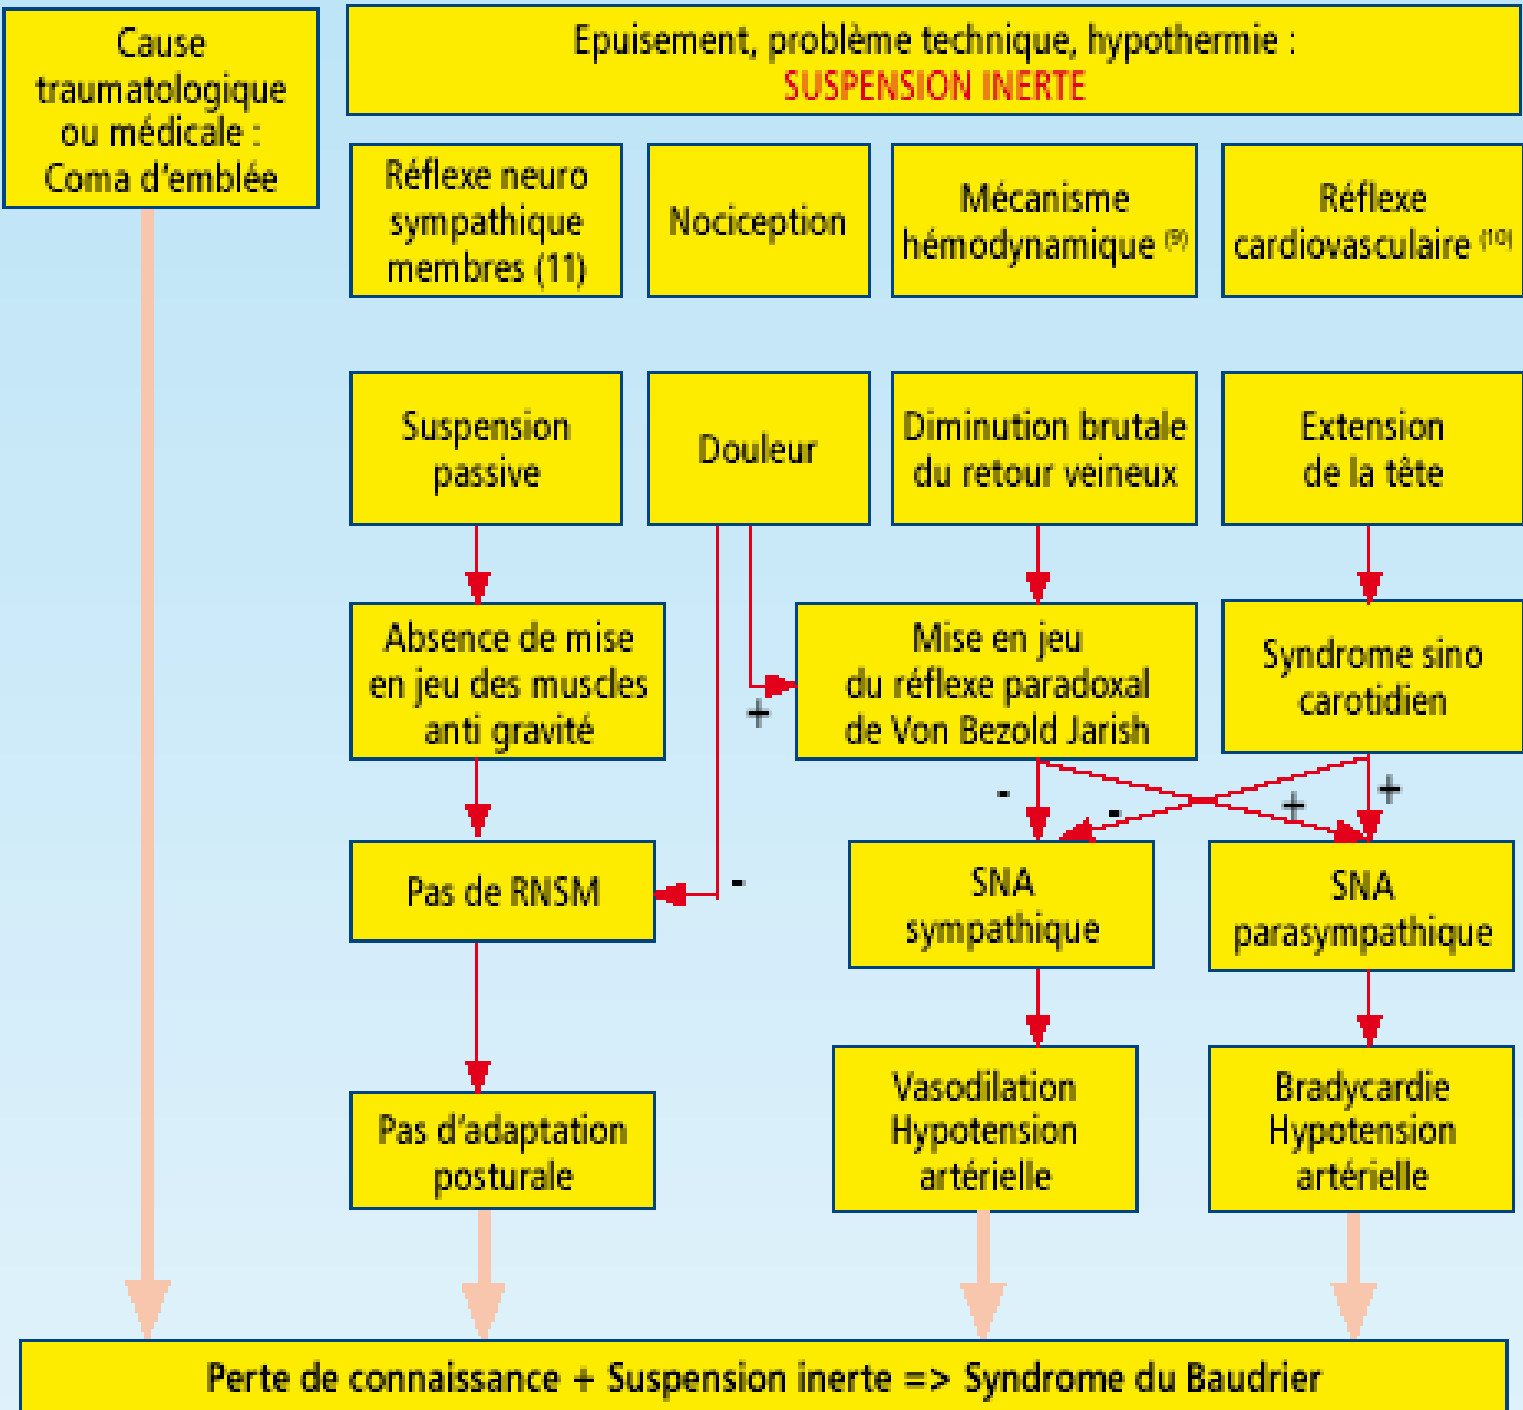 Cause
traumatologique
ou médicale :
Coma d'emblée
Epuisement, problème technique, hypothermie :
SUSPENSION INERTE
Réflexe neuro
sympathique
membres (11)
Nociception
Mécanisme
hémodynamique (9)
Réflexe
cardiovasculaire (10)
Suspension
passive
Douleur
Diminution brutale
du retour veineux
Extension
de la tête
Absence de mise
en jeu des muscles
anti gravité
+
Mise en jeu
du réflexe paradoxal
de Von Bezold Jarish
Syndrome sino
carotidien
-
-
+
+
Pas de RNSM
-
SNA
sympathique
SNA
parasympathique
Pas d'adaptation
posturale
Vasodilation
Hypotension
artérielle
Bradycardie
Hypotension
artérielle
Perte de connaissance + Suspension inerte => Syndrome du Baudrier